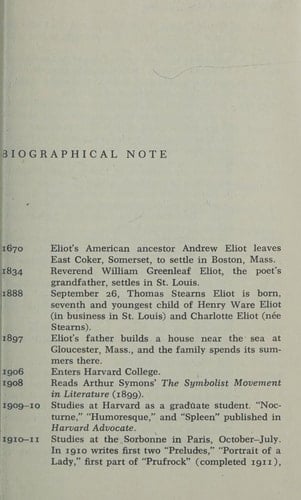 BIOGRAPHICAL NOTE
1670 Eliot's American ancestor Andrew Eliot leaves
East Coker, Somerset, to settle in Boston, Mass.
1834 Reverend William Greenleaf Eliot, the poet's
grandfather, settles in St. Louis.
1888 September 26, Thomas Stearns Eliot is born,
seventh and youngest child of Henry Ware Eliot
(in business in St. Louis) and Charlotte Eliot (née
Stearns).
1897 Eliot's father builds a house near the sea at
Gloucester, Mass., and the family spends its sum-
mers there.
1906 Enters Harvard College.
1908 Reads Arthur Symons' The Symbolist Movement
in Literature (1899).
1909-10 Studies at Harvard as a graduate student. "Noc-
turne," "Humoresque," and "Spleen" published in
Harvard Advocate.
1910-11 Studies at the Sorbonne in Paris, October-July.
In 1910 writes first two "Preludes," "Portrait of a
Lady," first part of "Prufrock" (completed 1911),